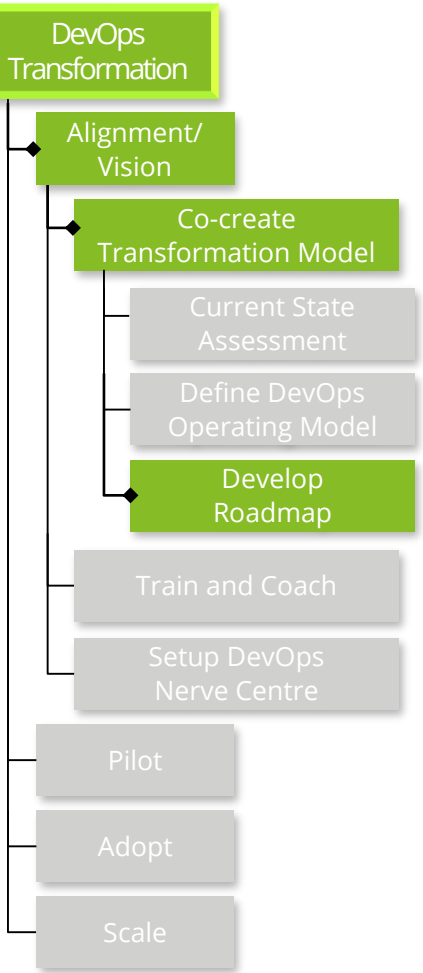 DevOps
Transformation
Alignment/
Vision
Co-create
Transformation Model
Current State
Assessment
Define DevOps
Operating Model
Develop
Roadmap
Train and Coach
Setup DevOps
Nerve Centre
Pilot
Adopt
Scale